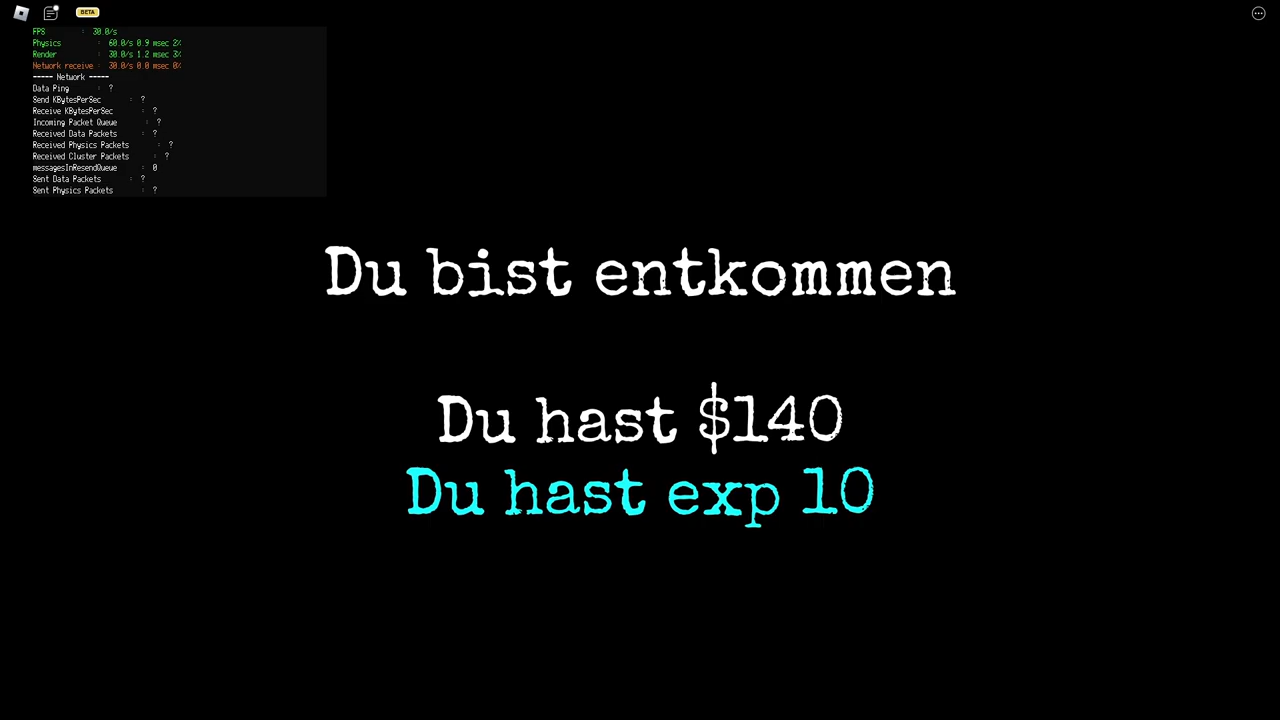 BETA
FPS : 30.0/s
Physics : 60.0/s 0.9 msec 2%
Render : 30.0/s 1.2 msec 3%
Network receive : 30.0/s 0.0 msec 0%
----- Network -----
Data Ping : ?
Send KBytesPerSec : ?
Receive KBytesPerSec : ?
Incoming Packet Queue : ?
Received Data Packets : ?
Received Physics Packets : ?
Received Cluster Packets : ?
messagesInResendQueue : 0
Sent Data Packets : ?
Sent Physics Packets : ?
Du bist entkommen
Du hast $140
Du hast exp 10